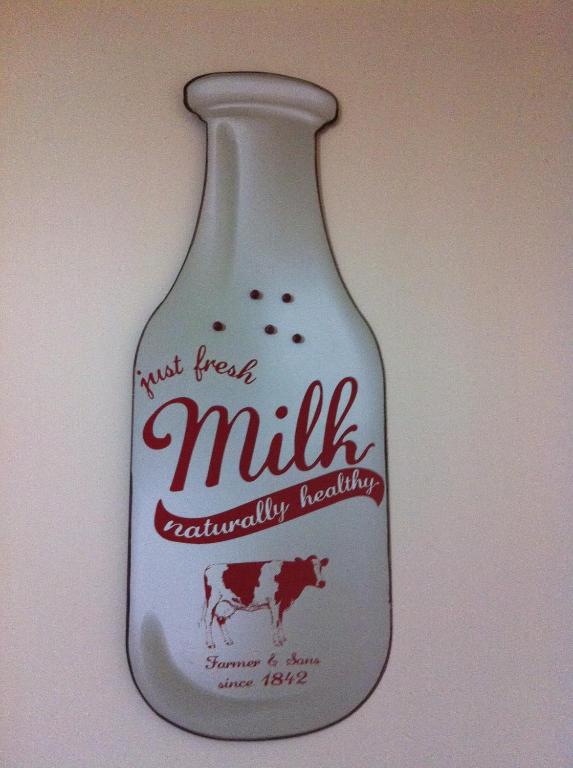 just fresh
Milk
naturally healthy
Farmer & Sons
since 1842